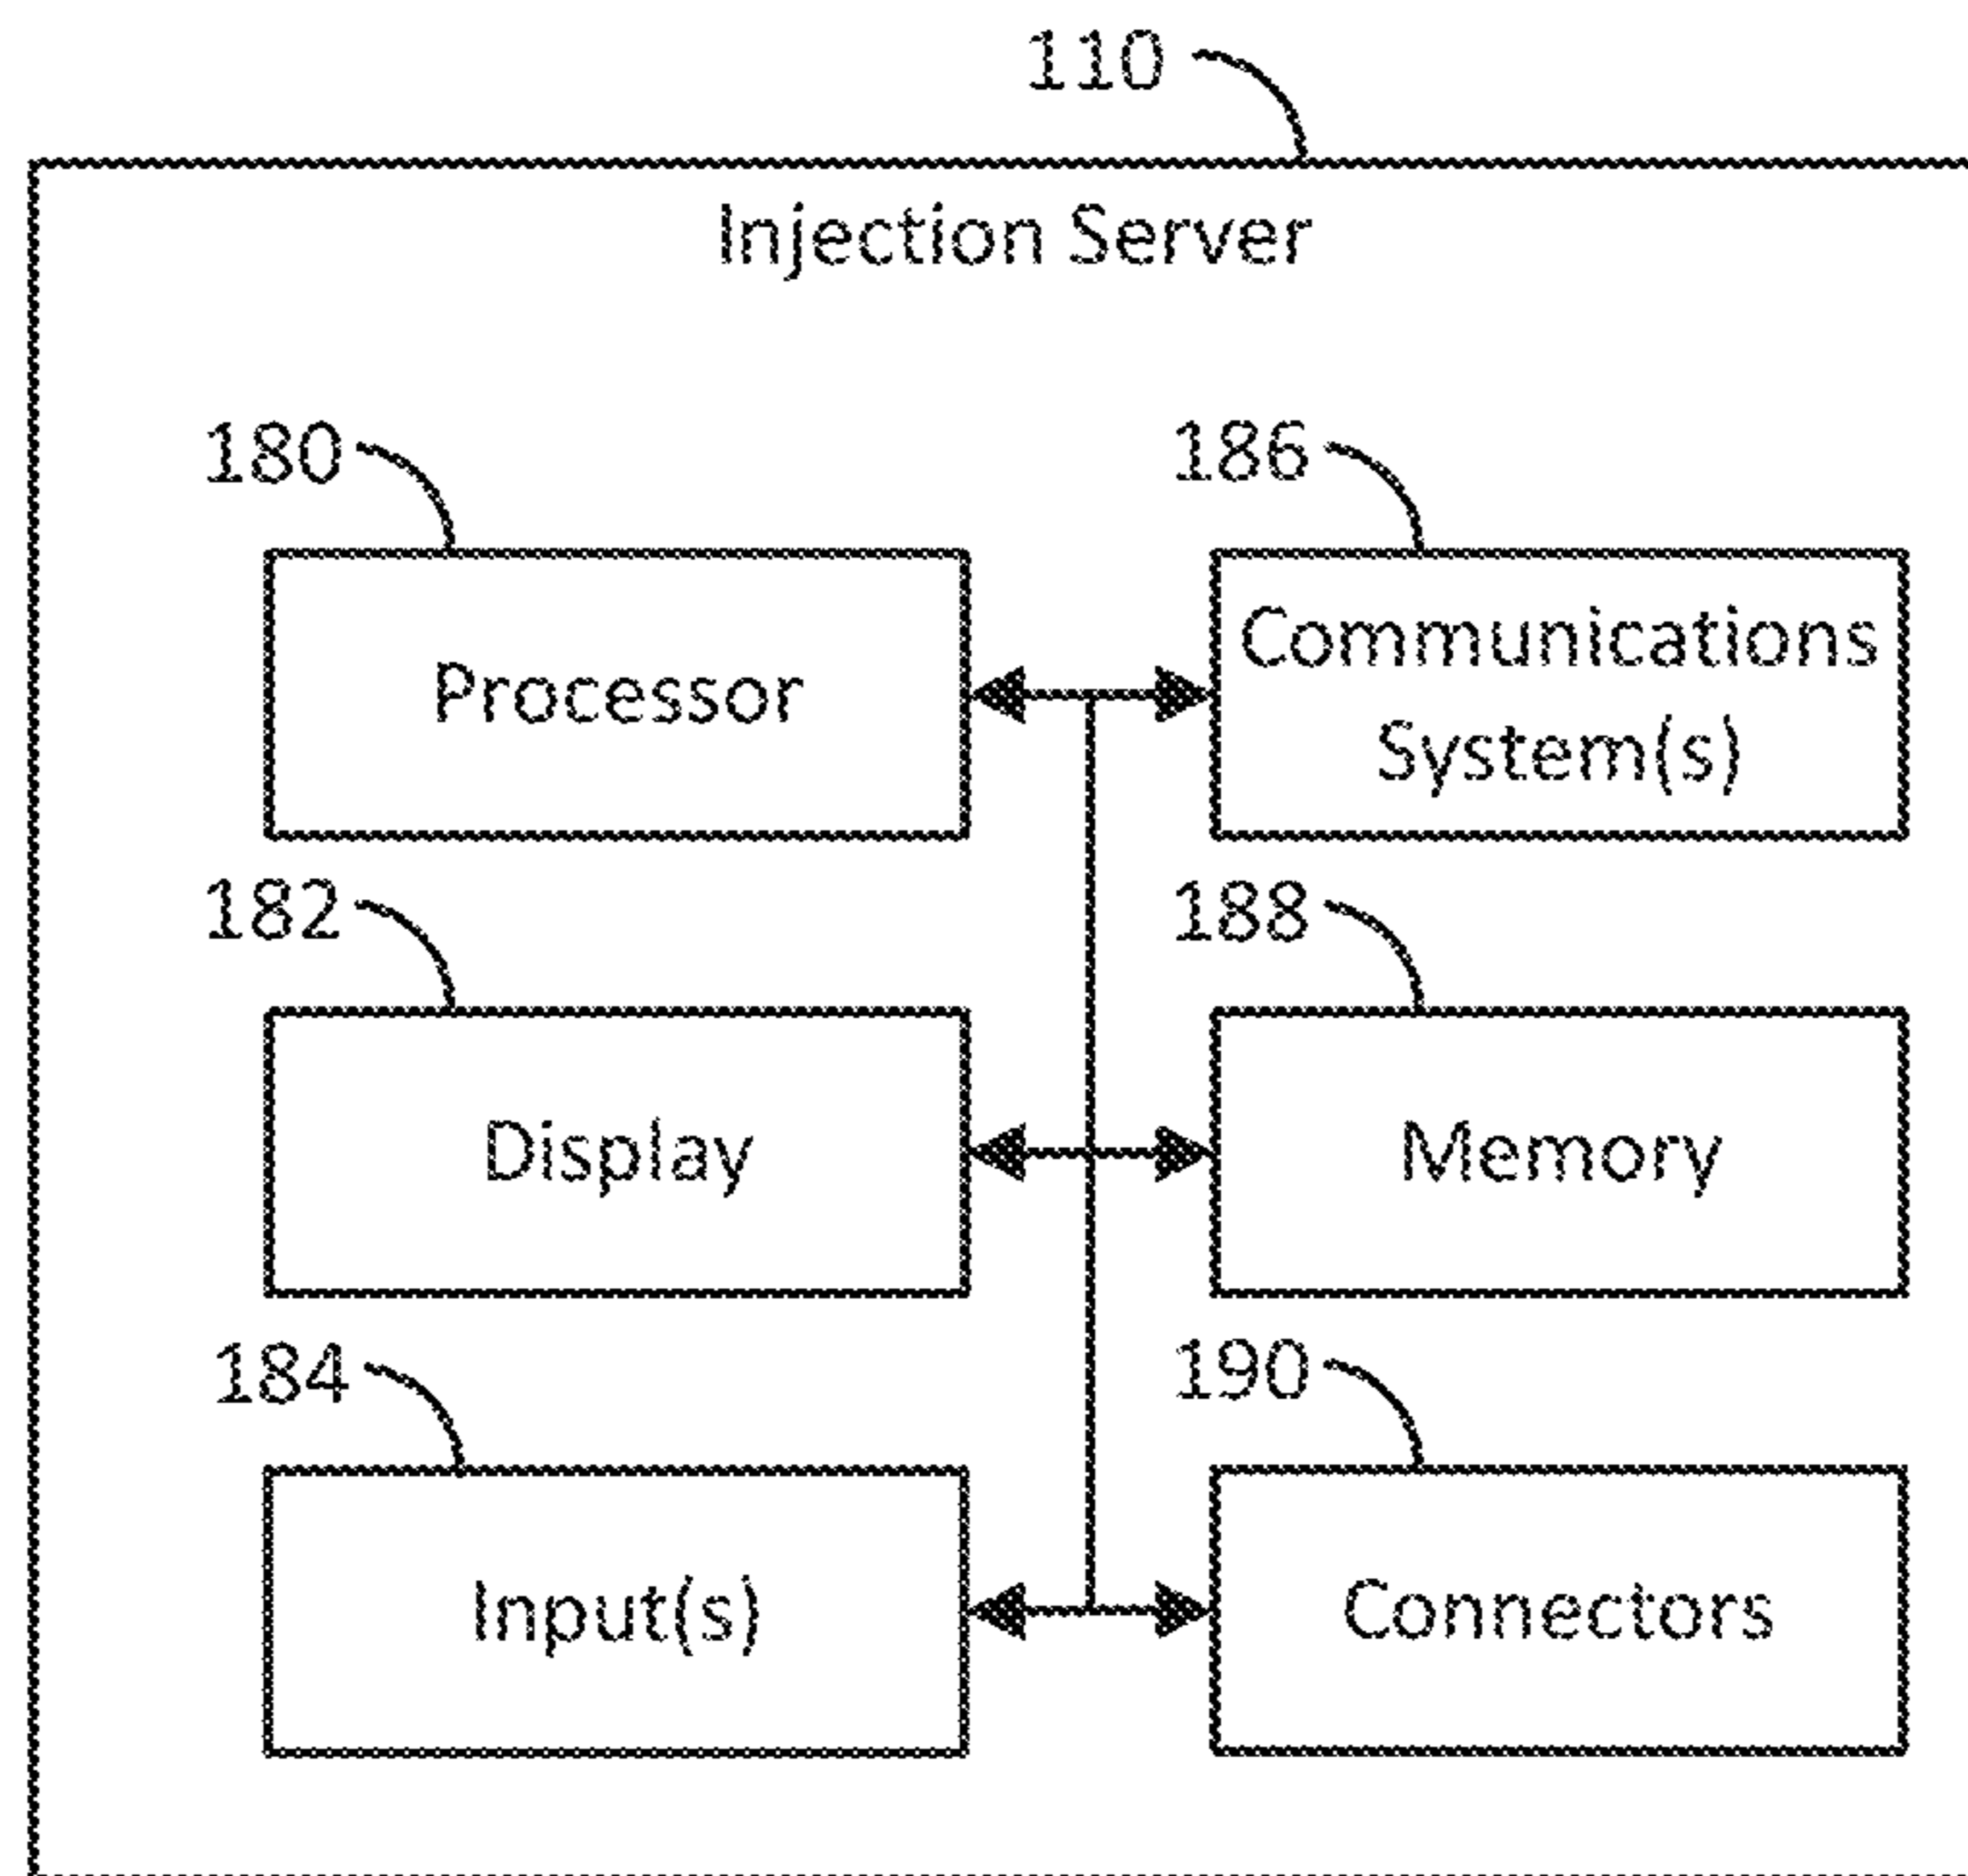 110
Injection Server
180
186
Processor
Communications
System(s)
182
188
Display
Memory
184
190
Input(s)
Connectors